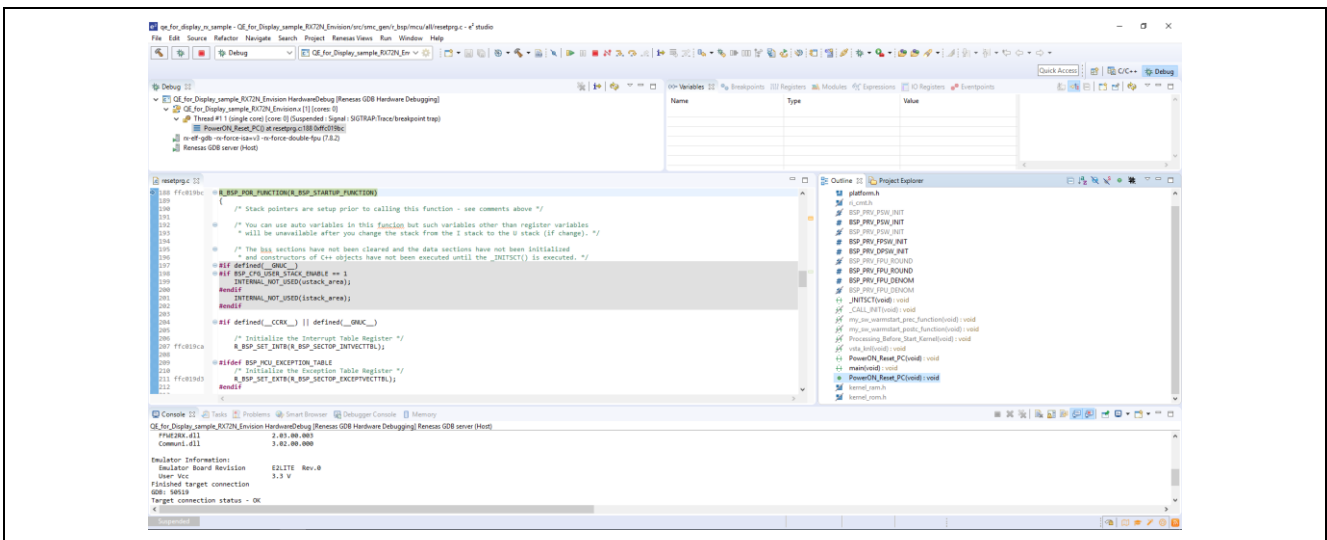 qe_for_display_rx_sample - QE_for_Display_sample_RX72N_Envision/src/smc_gen/r_bsp/mcu/all/resetprg.c - e² studio
File Edit Source Refactor Navigate Search Project Renesas Views Run Window Help
Debug
QE_for_Display_sample_RX72N_En
Quick Access
C/C++
Debug
Debug
QE_for_Display_sample_RX72N_Envision HardwareDebug [Renesas GDB Hardware Debugging]
QE_for_Display_sample_RX72N_Envision.x [1] [cores: 0]
Thread #1 1 (single core) [core: 0] (Suspended : Signal : SIGTRAP:Trace/breakpoint trap)
PowerON_Reset_PC() at resetprg.c:188 0xffc019bc
rx-elf-gdb -rx-force-isa=v3 -rx-force-double-fpu (7.8.2)
Renesas GDB server (Host)
Variables Breakpoints Registers Modules Expressions IO Registers Eventpoints
Name Type Value
resetprg.c
188 ffc019bc R_BSP_POR_FUNCTION(R_BSP_STARTUP_FUNCTION)
189 {
190 /* Stack pointers are setup prior to calling this function - see comments above */
191
192 /* You can use auto variables in this funcion but such variables other than register variables
193 * will be unavailable after you change the stack from the I stack to the U stack (if change). */
194
195 /* The bss sections have not been cleared and the data sections have not been initialized
196 * and constructors of C++ objects have not been executed until the _INITSCT() is executed. */
197 #if defined(__GNUC__)
198 #if BSP_CFG_USER_STACK_ENABLE == 1
199 INTERNAL_NOT_USED(ustack_area);
200 #endif
201 INTERNAL_NOT_USED(istack_area);
202 #endif
203
204 #if defined(__CCRX__) || defined(__GNUC__)
205
206 /* Initialize the Interrupt Table Register */
207 ffc019ca R_BSP_SET_INTB(R_BSP_SECTOP_INTVECTTBL);
208
209 #ifdef BSP_MCU_EXCEPTION_TABLE
210 /* Initialize the Exception Table Register */
211 ffc019d3 R_BSP_SET_EXTB(R_BSP_SECTOP_EXCEPTVECTTBL);
212 #endif
Outline Project Explorer
platform.h
ri_cmt.h
BSP_PRV_PSW_INIT
BSP_PRV_PSW_INIT
BSP_PRV_PSW_INIT
BSP_PRV_FPSW_INIT
BSP_PRV_DPSW_INIT
BSP_PRV_FPU_ROUND
BSP_PRV_FPU_ROUND
BSP_PRV_FPU_DENOM
BSP_PRV_FPU_DENOM
_INITSCT(void) : void
_CALL_INIT(void) : void
my_sw_warmstart_prec_function(void) : void
my_sw_warmstart_postc_function(void) : void
Processing_Before_Start_Kernel(void) : void
vsta_knl(void) : void
PowerON_Reset_PC(void) : void
main(void) : void
PowerON_Reset_PC(void) : void
kernel_ram.h
kernel_rom.h
Console Tasks Problems Smart Browser Debugger Console Memory
QE_for_Display_sample_RX72N_Envision HardwareDebug [Renesas GDB Hardware Debugging] Renesas GDB server (Host)
ffwE2RX.dll 2.03.00.003
Communi.dll 3.02.00.000
Emulator Information:
Emulator Board Revision E2LITE Rev.0
User Vcc 3.3 V
Finished target connection
GDB: 50519
Target connection status - OK
Suspended